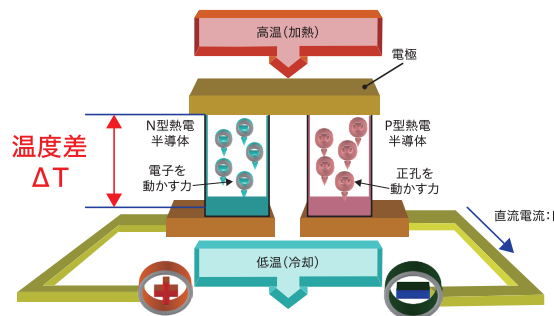 高温(加熱)
電極
N型熱電
半導体
P型熱電
半導体
温度差
ΔT
電子を
動かす力
正孔を
動かす力
直流電流:
低温(冷却)